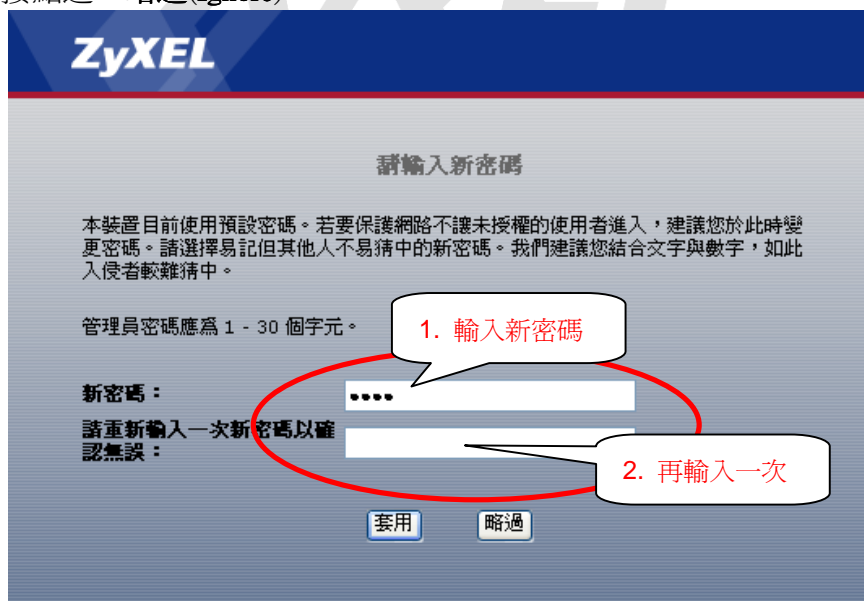 略過(Ignore)
ZyXEL
請輸入新密碼
本裝置目前使用預設密碼。若要保護網路不讓未授權的使用者進入，建議您於此時變
更密碼。請選擇易記但其他人不易猜中的新密碼。我們建議您結合文字與數字，如此
入侵者較難猜中。
管理員密碼應爲 1 - 30 個字元。
1. 輸入新密碼
新密碼：
請重新輸入一次新密碼以確
認無誤：
2. 再輸入一次
套用 略過